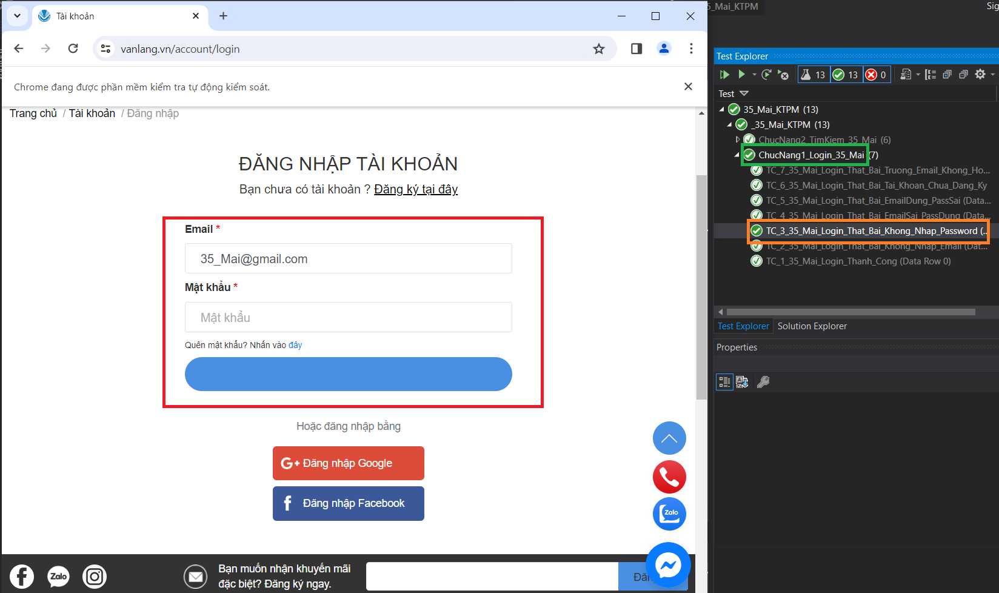 Tài khoản
vanlang.vn/account/login
Chrome đang được phần mềm kiểm tra tự động kiểm soát.
Trang chủ / Tài khoản / Đăng nhập
ĐĂNG NHẬP TÀI KHOẢN
Bạn chưa có tài khoản ? Đăng ký tại đây
Email *
35_Mai@gmail.com
Mật khẩu *
Mật khẩu
Quên mật khẩu? Nhấn vào đây
Hoặc đăng nhập bằng
G+ Đăng nhập Google
f Đăng nhập Facebook
Zalo
Zalo
Bạn muốn nhận khuyến mãi
đặc biệt? Đăng ký ngay.
5_Mai_KTPM
Sig
Test Explorer
13 13 0
Test
35_Mai_KTPM (13)
_35_Mai_KTPM (13)
ChucNang2_TimKiem_35_Mai (6)
ChucNang1_Login_35_Mai (7)
TC_7_35_Mai_Login_That_Bai_Truong_Email_Khong_Ho...
TC_6_35_Mai_Login_That_Bai_Tai_Khoan_Chua_Dang_Ky
TC_5_35_Mai_Login_That_Bai_EmailDung_PassSai (Data...
TC_4_35_Mai_Login_That_Bai_EmailSai_PassDung (Data...
TC_3_35_Mai_Login_That_Bai_Khong_Nhap_Password (...
TC_2_35_Mai_Login_That_Bai_Khong_Nhap_Email (Dat...
TC_1_35_Mai_Login_Thanh_Cong (Data Row 0)
Test Explorer Solution Explorer
Properties